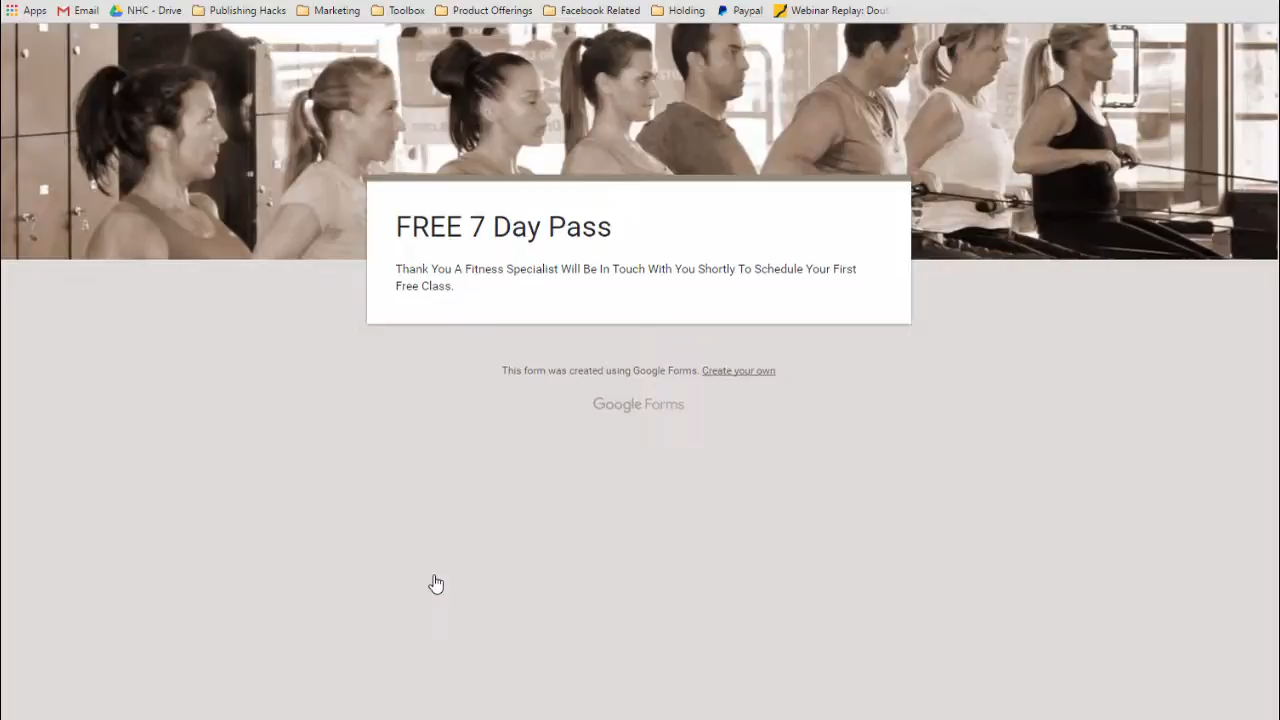 Apps Email NHC - Drive Publishing Hacks Marketing Toolbox Product Offerings Facebook Related Holding Paypal Webinar Replay: Dou
FREE 7 Day Pass
Thank You A Fitness Specialist Will Be In Touch With You Shortly To Schedule Your First
Free Class.
This form was created using Google Forms. Create your own
Google Forms